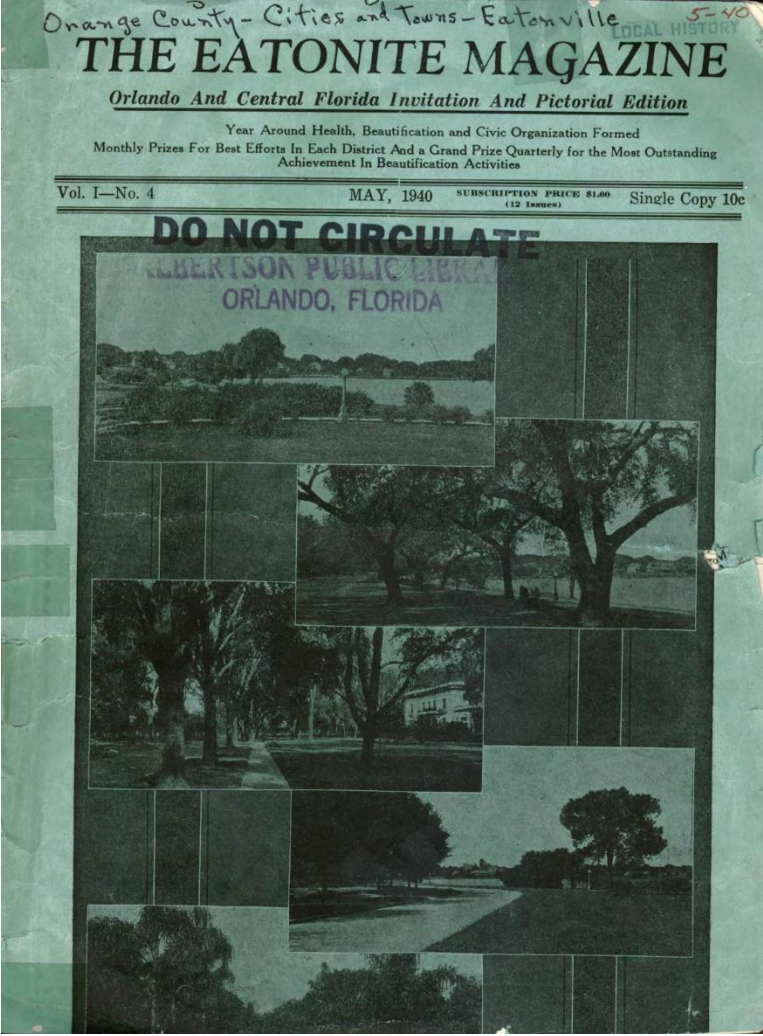 Orange County - Cities and Towns - Eatonville
5-40
LOCAL HISTORY
THE EATONITE MAGAZINE
Orlando And Central Florida Invitation And Pictorial Edition
Year Around Health, Beautification and Civic Organization Formed
Monthly Prizes For Best Efforts In Each District And a Grand Prize Quarterly for the Most Outstanding
Achievement In Beautification Activities
Vol. I—No. 4 MAY, 1940 SUBSCRIPTION PRICE $1.00 Single Copy 10c
(12 Issues)
DO NOT CIRCULATE
ALBERTSON PUBLIC LIBRARY
ORLANDO, FLORIDA